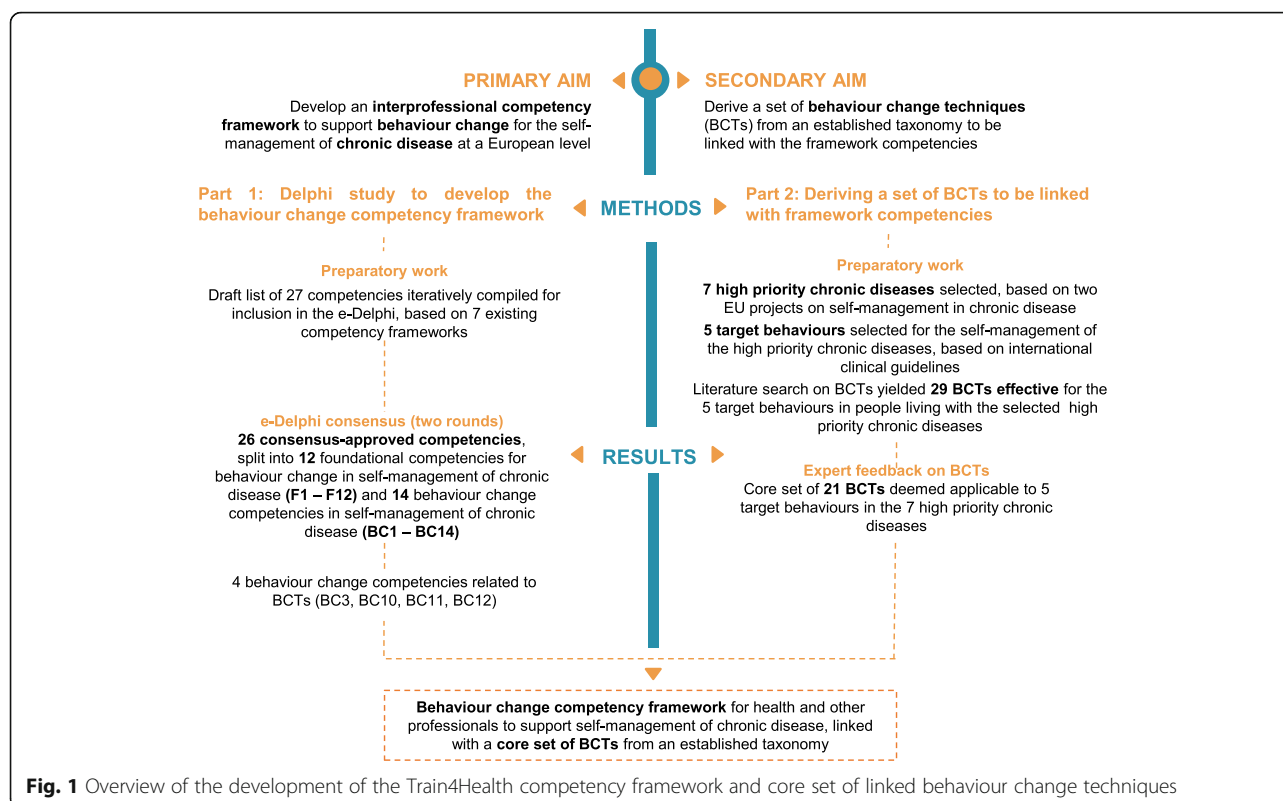 PRIMARY AIM
Develop an interprofessional competency
framework to support behaviour change for the self-
management of chronic disease at a European level
SECONDARY AIM
Derive a set of behaviour change techniques
(BCTs) from an established taxonomy to be
linked with the framework competencies
METHODS
Part 1: Delphi study to develop the
behaviour change competency framework
Preparatory work
Draft list of 27 competencies iteratively compiled for
inclusion in the e-Delphi, based on 7 existing
competency frameworks
Part 2: Deriving a set of BCTs to be linked
with framework competencies
Preparatory work
7 high priority chronic diseases selected, based on two
EU projects on self-management in chronic disease
5 target behaviours selected for the self-management of
the high priority chronic diseases, based on international
clinical guidelines
Literature search on BCTs yielded 29 BCTs effective for the
5 target behaviours in people living with the selected high
priority chronic diseases
RESULTS
e-Delphi consensus (two rounds)
26 consensus-approved competencies,
split into 12 foundational competencies for
behaviour change in self-management of chronic
disease (F1 – F12) and 14 behaviour change
competencies in self-management of chronic
disease (BC1 – BC14)
4 behaviour change competencies related to
BCTs (BC3, BC10, BC11, BC12)
Expert feedback on BCTs
Core set of 21 BCTs deemed applicable to 5
target behaviours in the 7 high priority chronic
diseases
Behaviour change competency framework for health and other
professionals to support self-management of chronic disease, linked
with a core set of BCTs from an established taxonomy
Fig. 1 Overview of the development of the Train4Health competency framework and core set of linked behaviour change techniques